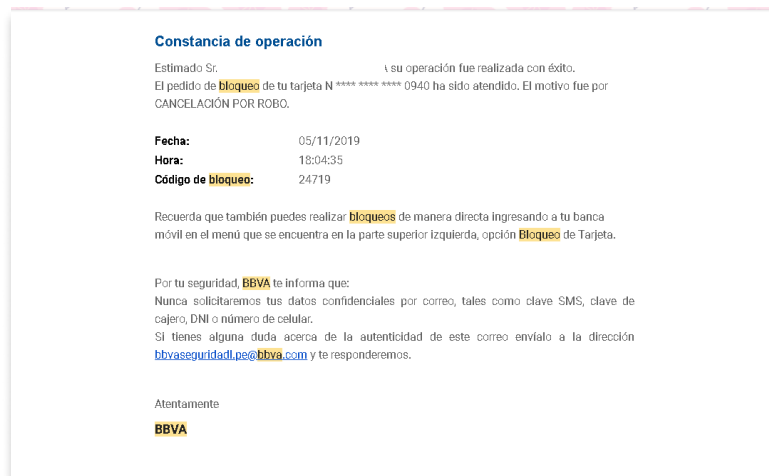 Constancia de operación
Estimado Sr. su operación fue realizada con éxito.
El pedido de bloqueo de tu tarjeta N **** **** **** 0940 ha sido atendido. El motivo fue por
CANCELACIÓN POR ROBO.
Fecha: 05/11/2019
Hora: 18:04:35
Código de bloqueo: 24719
Recuerda que también puedes realizar bloqueos de manera directa ingresando a tu banca
móvil en el menú que se encuentra en la parte superior izquierda, opción Bloqueo de Tarjeta.
Por tu seguridad, BBVA te informa que:
Nunca solicitaremos tus datos confidenciales por correo, tales como clave SMS, clave de
cajero, DNI o número de celular.
Si tienes alguna duda acerca de la autenticidad de este correo envíalo a la dirección
bbvaseguridadI.pe@bbva.com y te responderemos.
Atentamente
BBVA